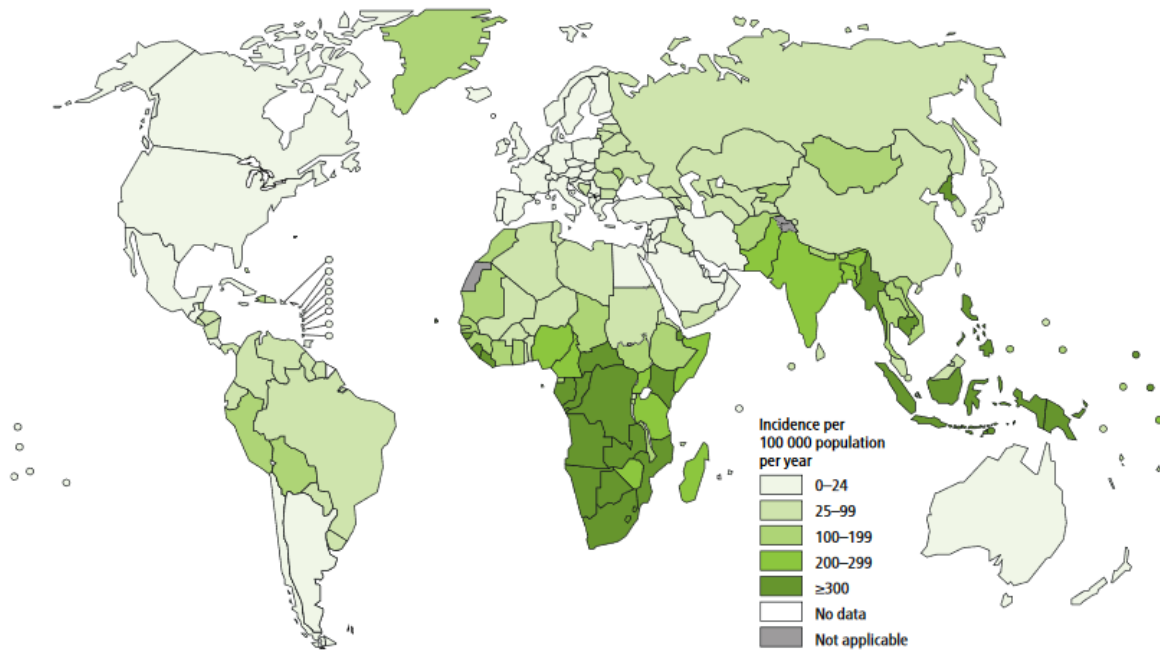 Incidence per
100 000 population
per year
0–24
25–99
100–199
200–299
≥300
No data
Not applicable